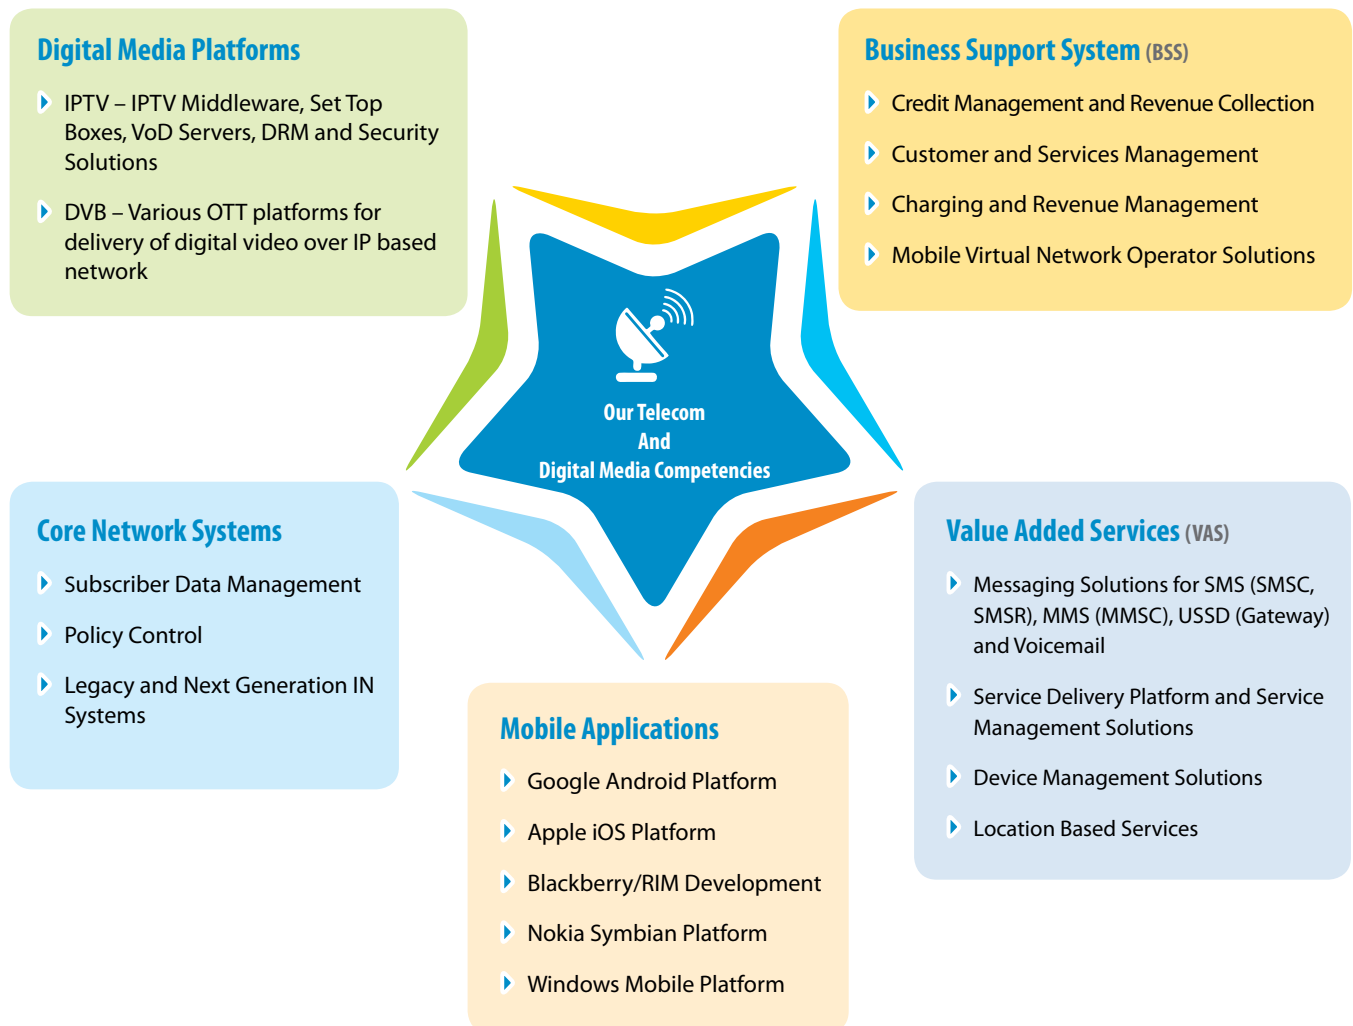 Digital Media Platforms
IPTV – IPTV Middleware, Set Top
Boxes, VoD Servers, DRM and Security
Solutions
DVB – Various OTT platforms for
delivery of digital video over IP based
network
Business Support System (BSS)
Credit Management and Revenue Collection
Customer and Services Management
Charging and Revenue Management
Mobile Virtual Network Operator Solutions
Our Telecom
And
Digital Media Competencies
Core Network Systems
Subscriber Data Management
Policy Control
Legacy and Next Generation IN
Systems
Value Added Services (VAS)
Messaging Solutions for SMS (SMSC,
SMSR), MMS (MMSC), USSD (Gateway)
and Voicemail
Service Delivery Platform and Service
Management Solutions
Device Management Solutions
Location Based Services
Mobile Applications
Google Android Platform
Apple iOS Platform
Blackberry/RIM Development
Nokia Symbian Platform
Windows Mobile Platform